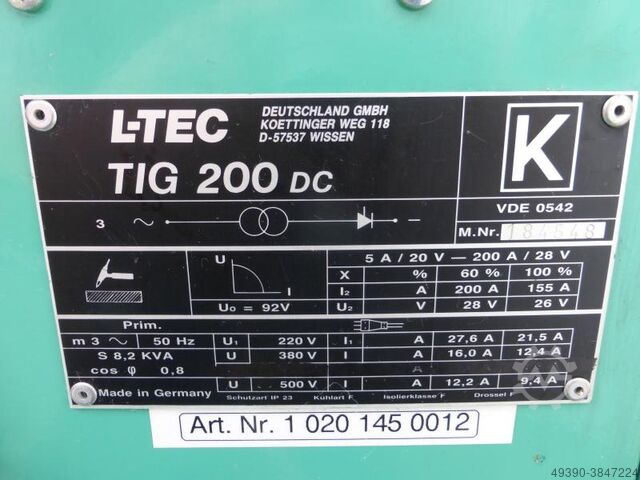 L-TEC
DEUTSCHLAND GMBH
KOETTINGER WEG 118
D-57537 WISSEN
TIG 200 DC
K
VDE 0542
M.Nr. 184648
3 ~ —
5 A / 20 V — 200 A / 28 V
X % 60 % 100 %
U I
I₂ A 200 A 155 A
U₀ = 92V U₂ V 28 V 26 V
Prim.
m 3 ~ 50 Hz U₁ 220 V I₁ A 27,6 A 21,5 A
S 8,2 KVA U 380 V I A 16,0 A 12,4 A
cos φ 0,8
U 500 V I A 12,2 A 9,4 A
Made in Germany Schutzart IP 23 Kühlart F Isolierklasse F Drossel F
Art. Nr. 1 020 145 0012
49390-3847224